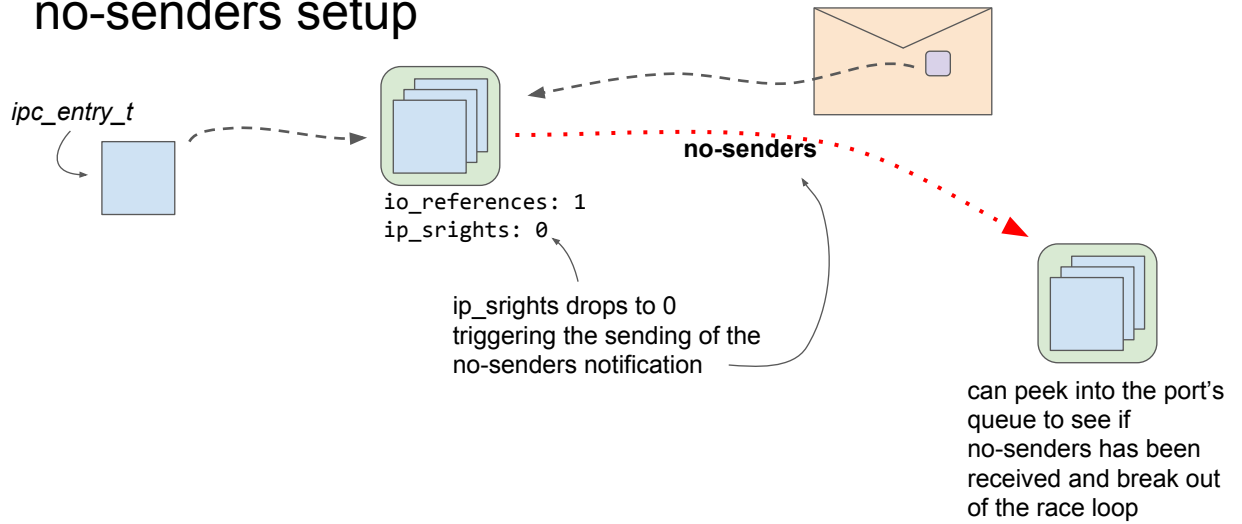 no-senders setup
ipc_entry_t
no-senders
io_references: 1
ip_srights: 0
ip_srights drops to 0
triggering the sending of the
no-senders notification
can peek into the port's
queue to see if
no-senders has been
received and break out
of the race loop